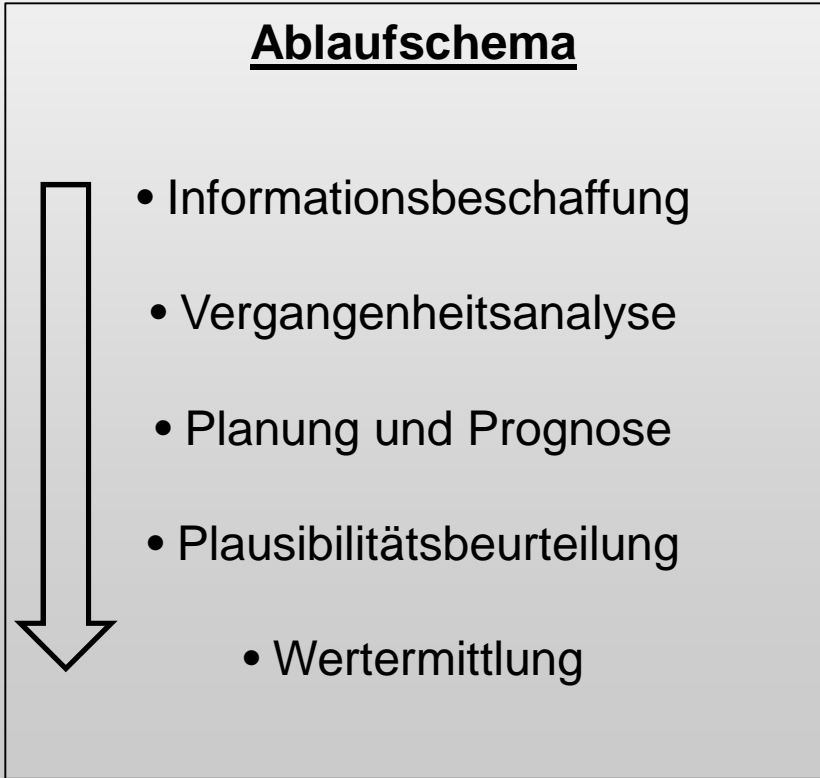 Ablaufschema
• Informationsbeschaffung
• Vergangenheitsanalyse
• Planung und Prognose
• Plausibilitätsbeurteilung
• Wertermittlung